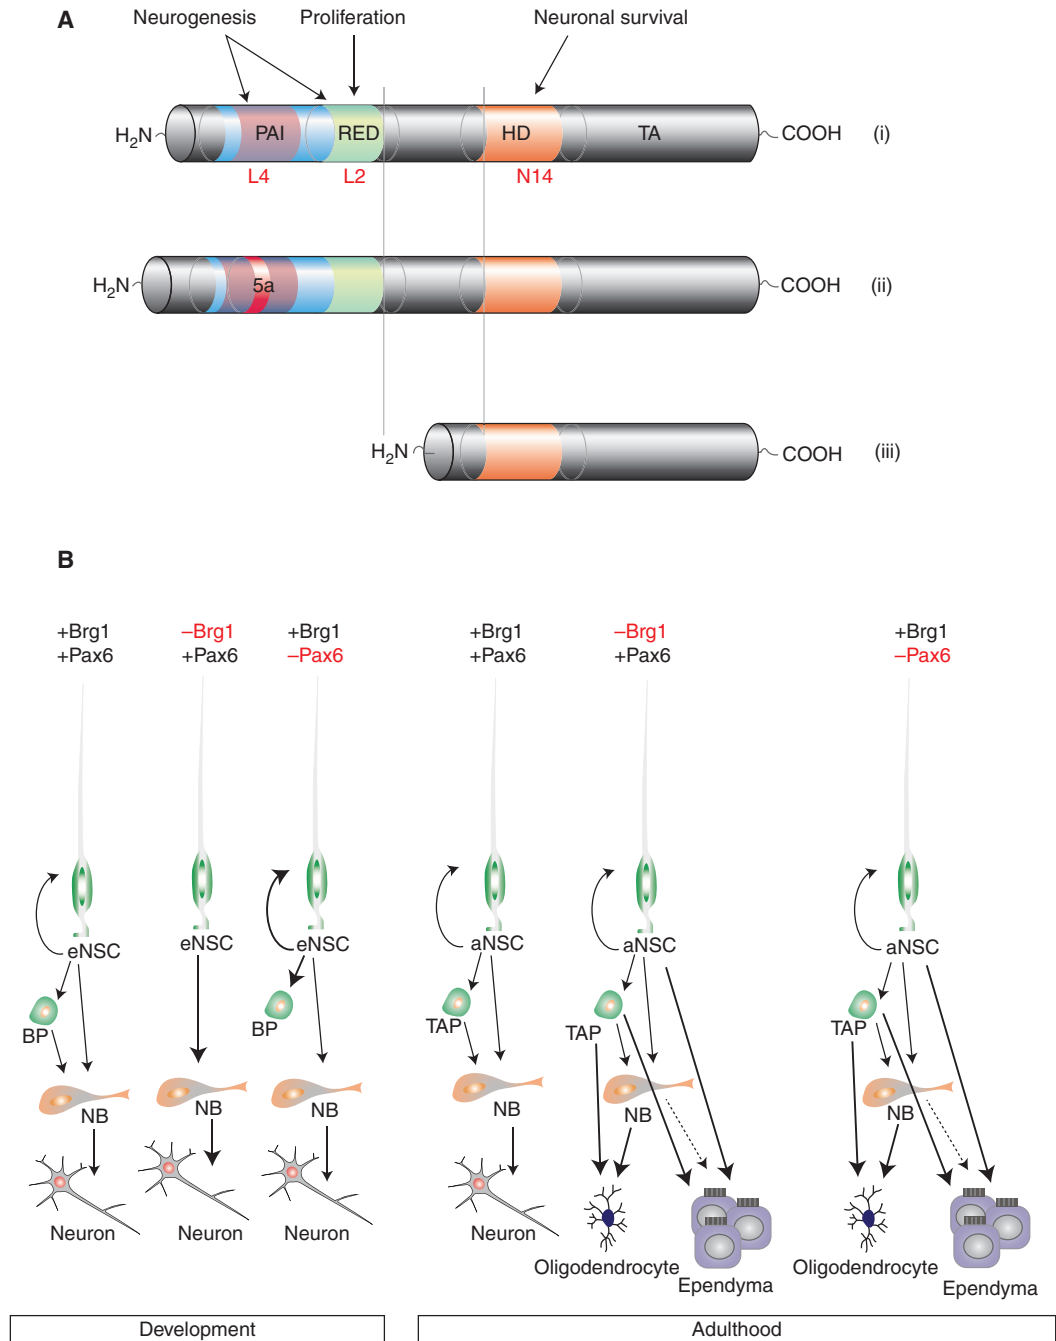 A
Neurogenesis Proliferation Neuronal survival
H2N PAI RED HD TA COOH (i)
L4 L2 N14
H2N 5a COOH (ii)
H2N COOH (iii)
B
+Brg1 –Brg1 +Brg1 +Brg1 –Brg1 +Brg1
+Pax6 +Pax6 –Pax6 +Pax6 +Pax6 –Pax6
eNSC eNSC eNSC aNSC aNSC aNSC
BP BP TAP TAP TAP
NB NB NB NB NB NB
Neuron Neuron Neuron Neuron
Oligodendrocyte Ependyma Oligodendrocyte Ependyma
Development Adulthood